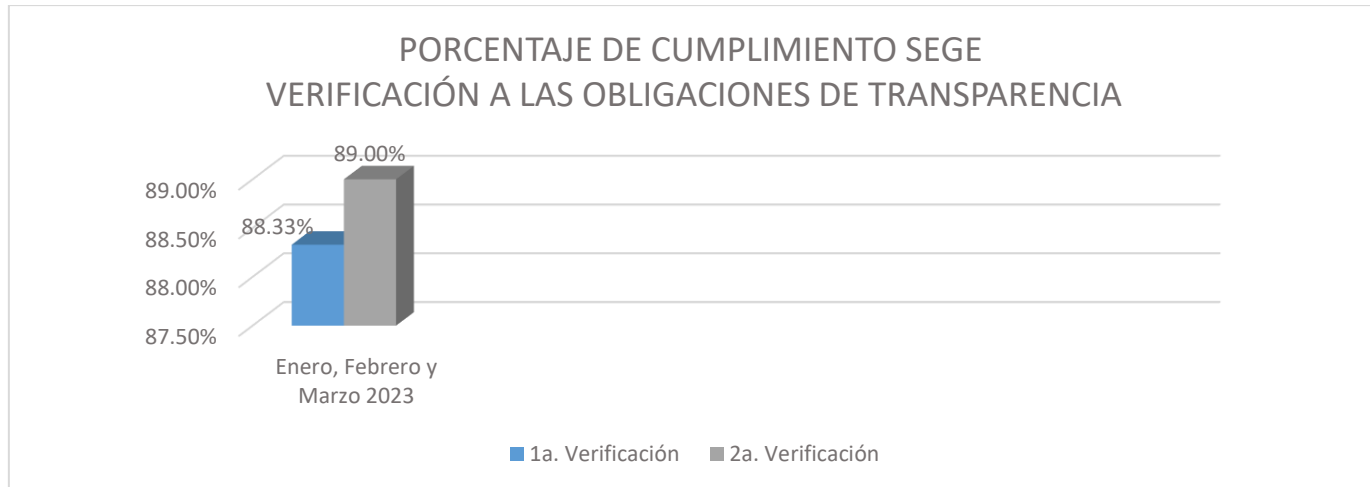 PORCENTAJE DE CUMPLIMIENTO SEGE
VERIFICACIÓN A LAS OBLIGACIONES DE TRANSPARENCIA
89.00%
89.00%
88.33%
88.50%
88.00%
87.50%
Enero, Febrero y
Marzo 2023
1a. Verificación 2a. Verificación